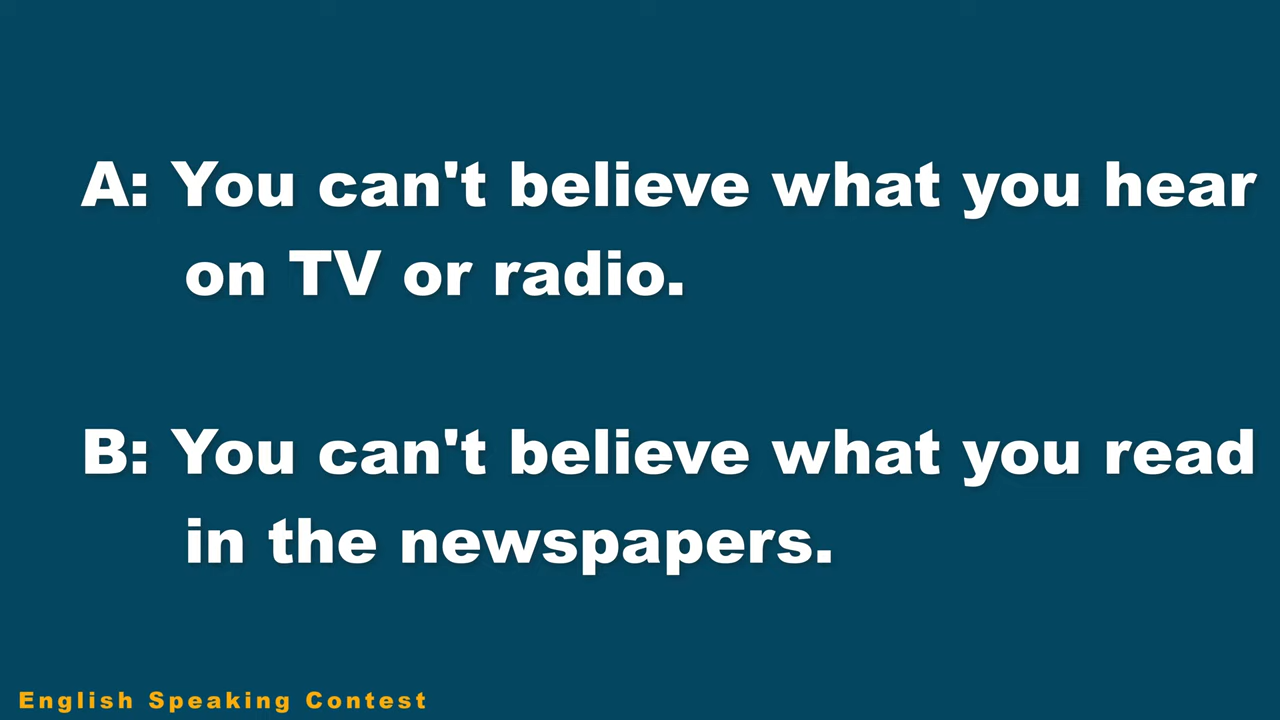 A: You can't believe what you hear
on TV or radio.
B: You can't believe what you read
in the newspapers.
English Speaking Contest